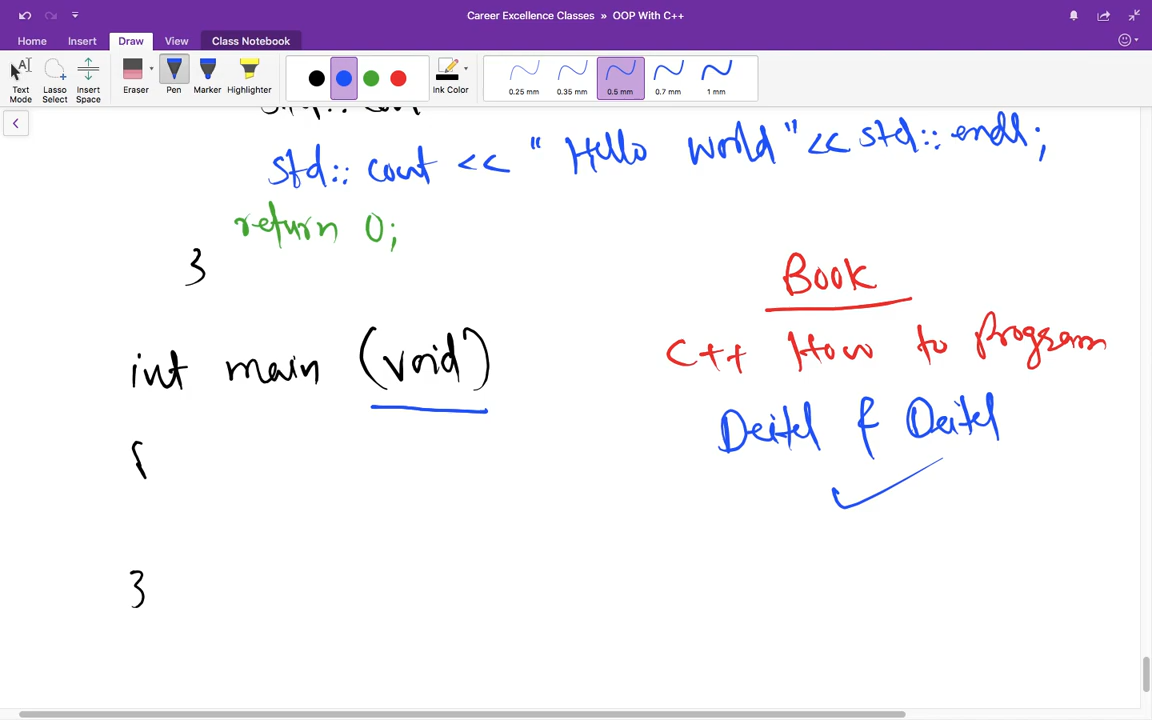 Career Excellence Classes » OOP With C++
Home Insert Draw View Class Notebook
Text Mode
Lasso Select
Insert Space
Eraser
Pen
Marker
Highlighter
Ink Color
0.25 mm
0.35 mm
0.5 mm
0.7 mm
1 mm
std:: cout << "Hello World" << std:: endl;
return 0;
}
int main (void)
{
}
Book
C++ How to Program
Deitel & Deitel